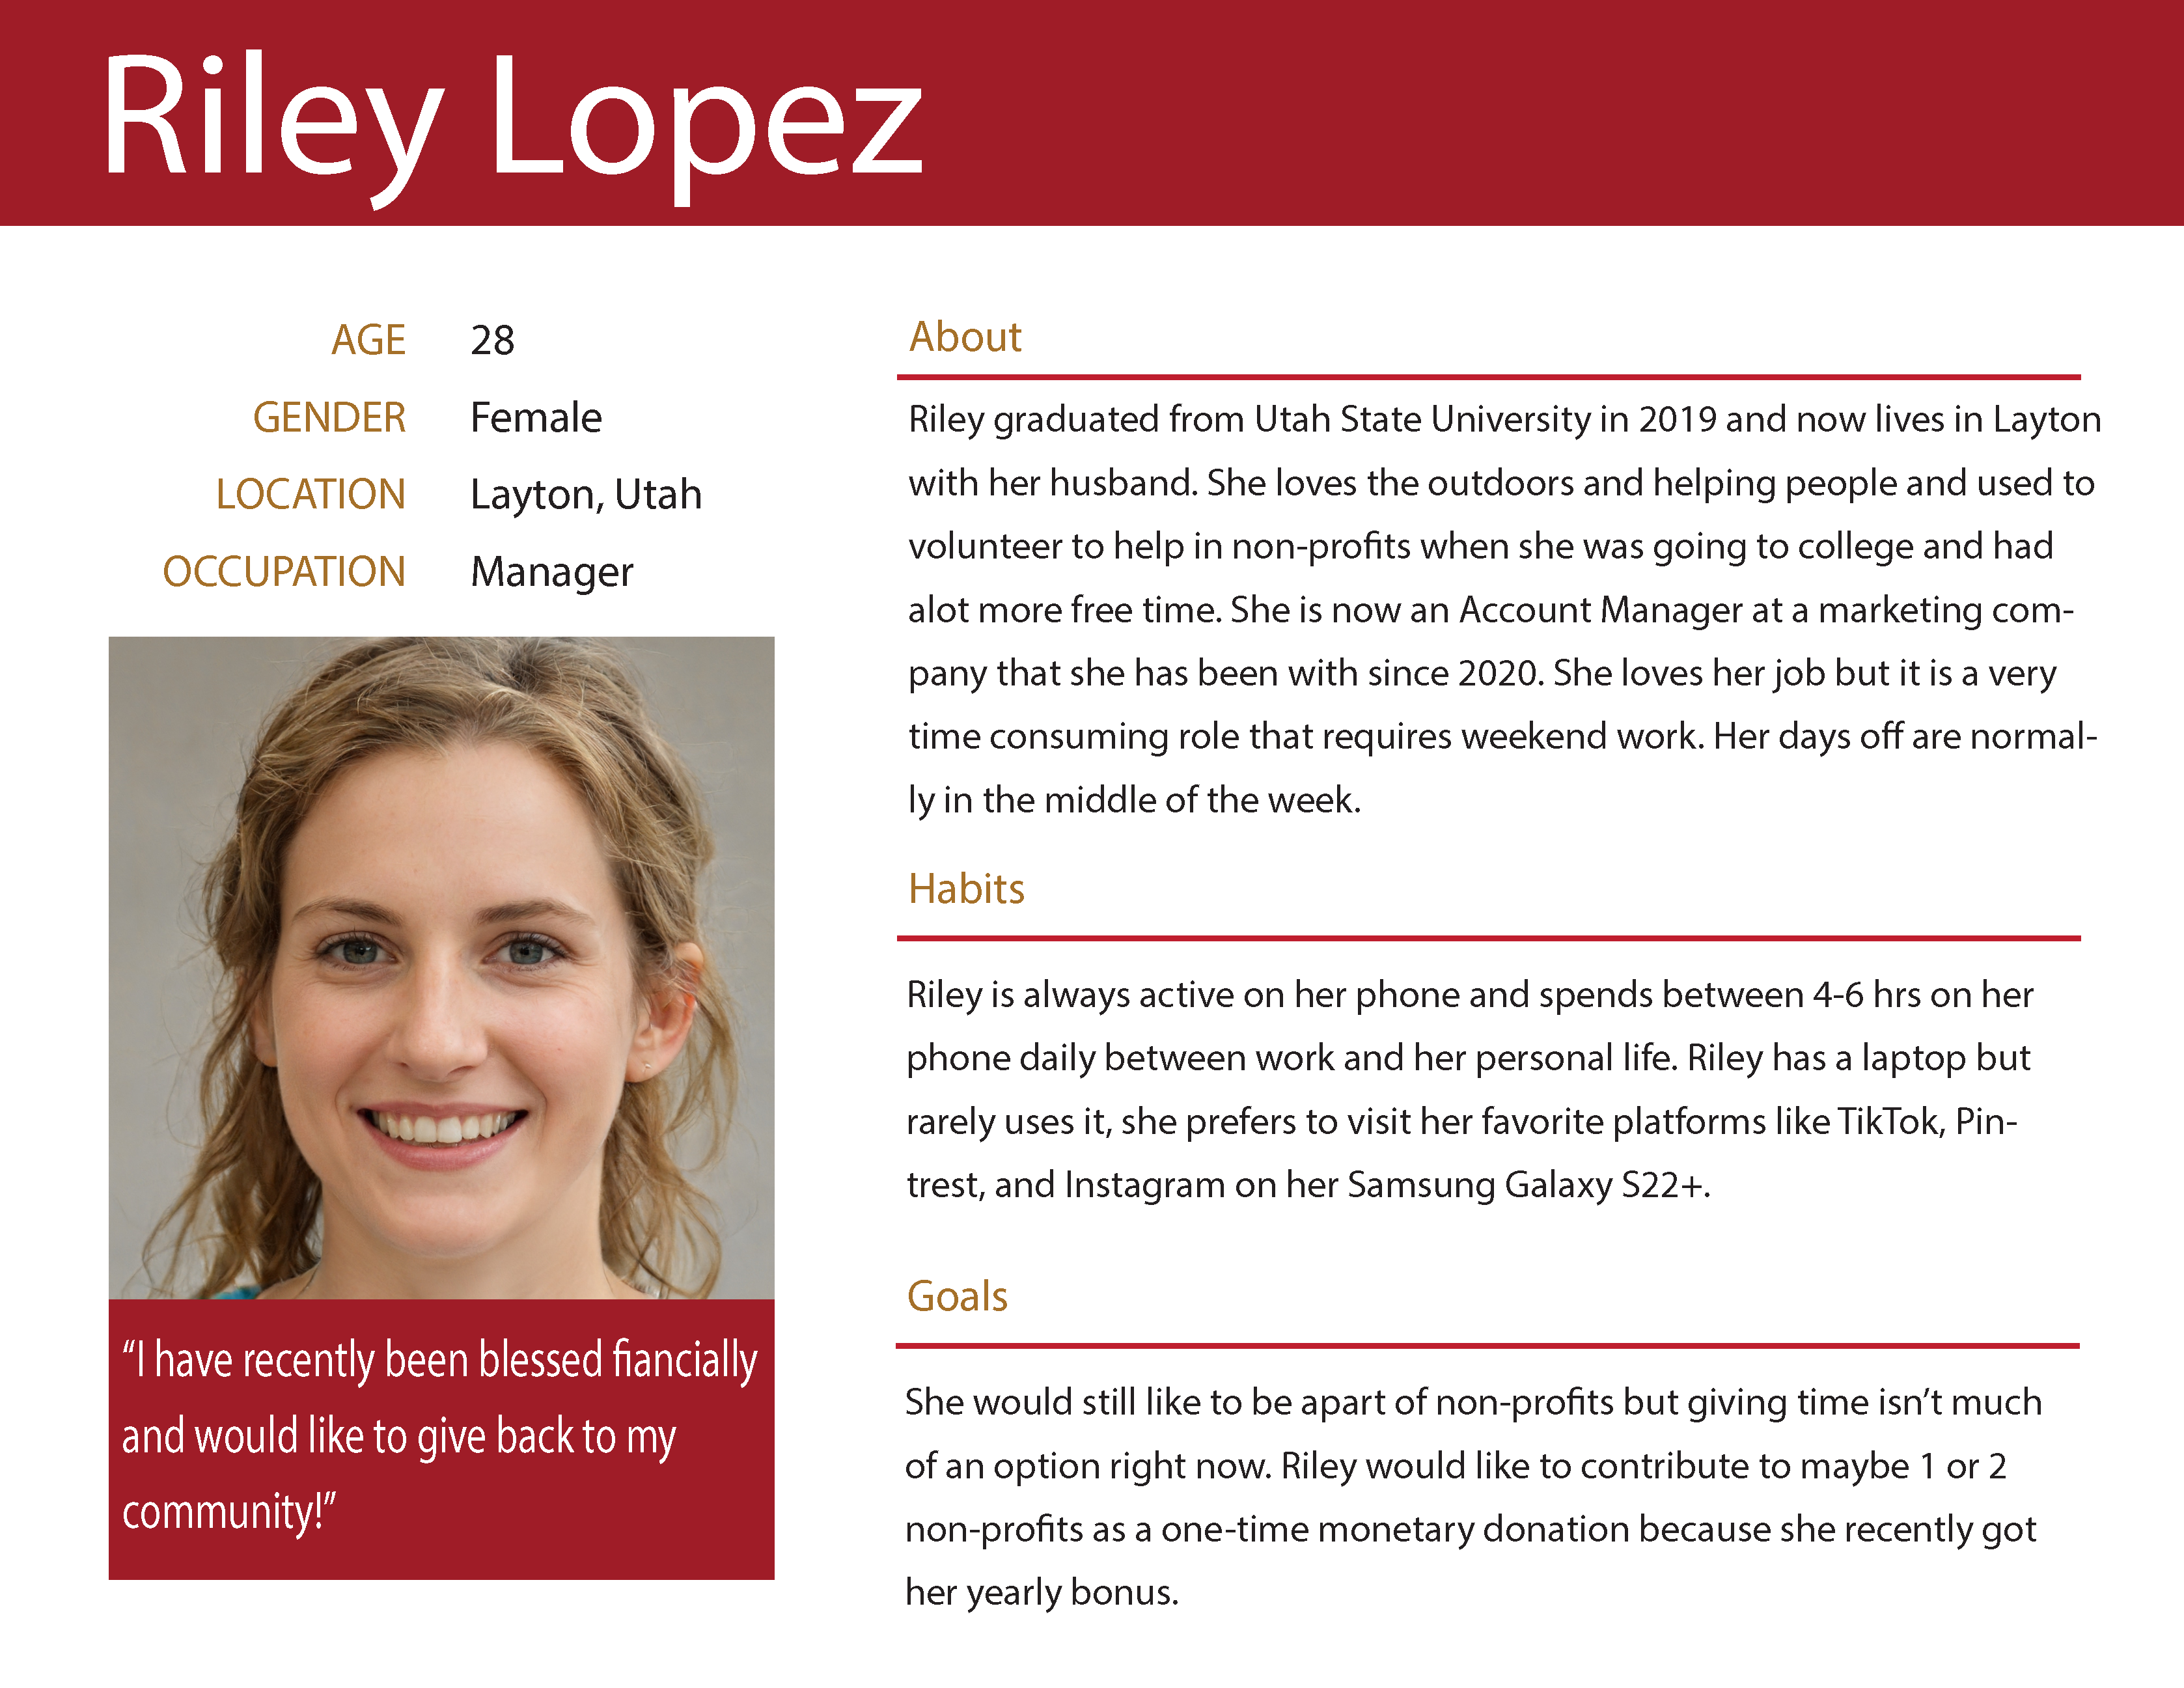 Riley Lopez
AGE 28
GENDER Female
LOCATION Layton, Utah
OCCUPATION Manager
“I have recently been blessed fiancially
and would like to give back to my
community!”
About
Riley graduated from Utah State University in 2019 and now lives in Layton
with her husband. She loves the outdoors and helping people and used to
volunteer to help in non-profits when she was going to college and had
alot more free time. She is now an Account Manager at a marketing com-
pany that she has been with since 2020. She loves her job but it is a very
time consuming role that requires weekend work. Her days off are normal-
ly in the middle of the week.
Habits
Riley is always active on her phone and spends between 4-6 hrs on her
phone daily between work and her personal life. Riley has a laptop but
rarely uses it, she prefers to visit her favorite platforms like TikTok, Pin-
trest, and Instagram on her Samsung Galaxy S22+.
Goals
She would still like to be apart of non-profits but giving time isn’t much
of an option right now. Riley would like to contribute to maybe 1 or 2
non-profits as a one-time monetary donation because she recently got
her yearly bonus.